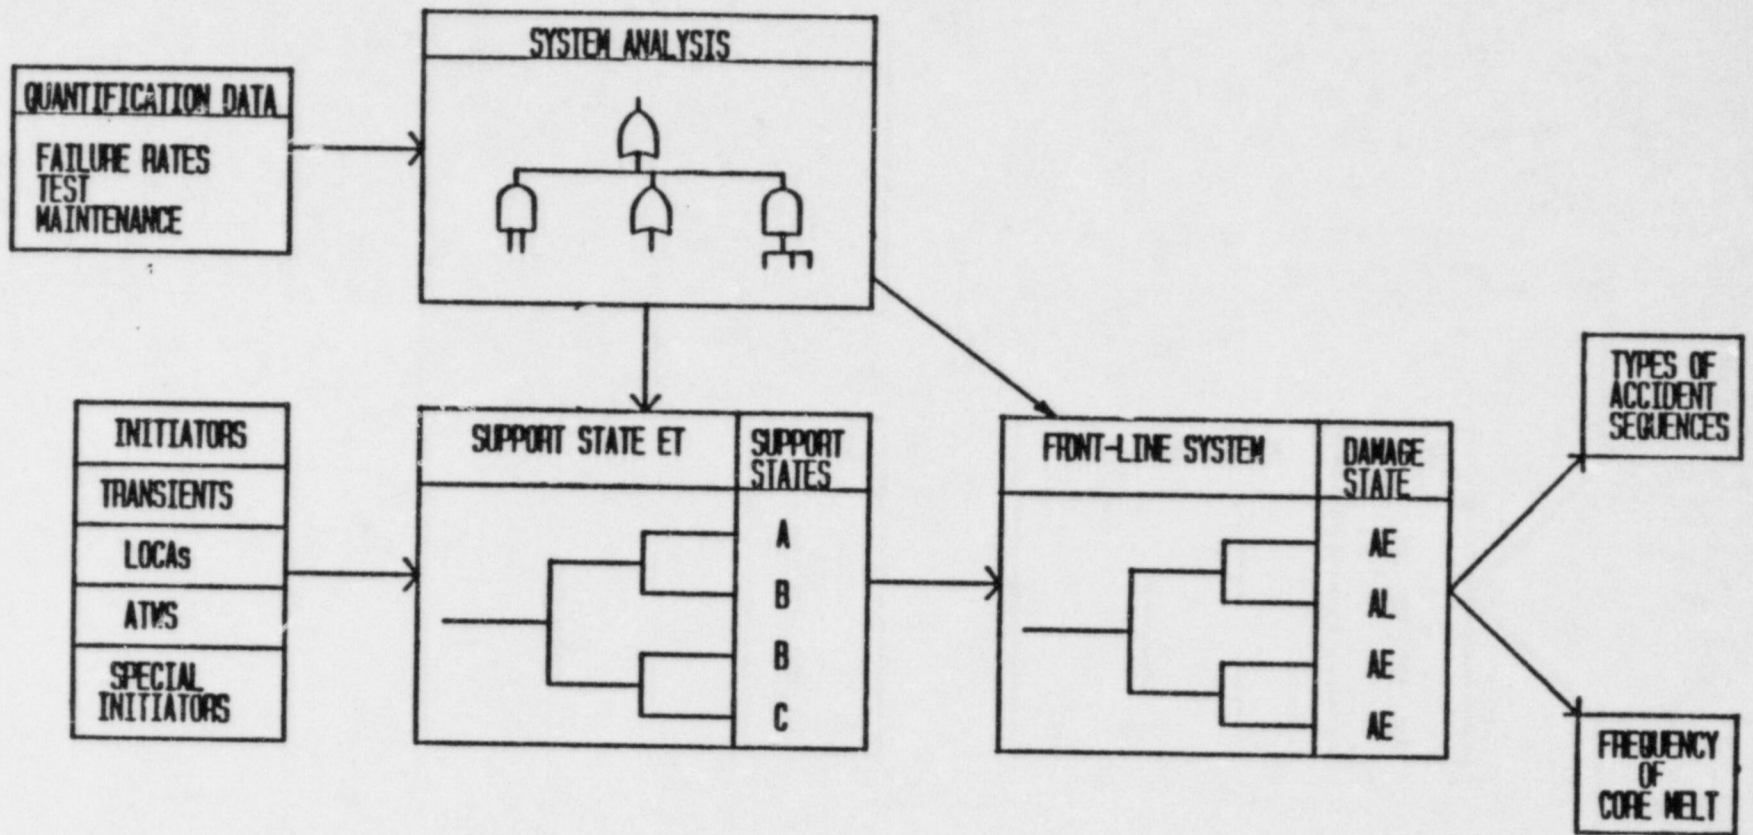 SYSTEM ANALYSIS
QUANTIFICATION DATA
FAILURE RATES
TEST
MAINTENANCE
INITIATORS
TRANSIENTS
LOCAs
ATWS
SPECIAL
INITIATORS
SUPPORT STATE ET
SUPPORT
STATES
A
B
B
C
FRONT-LINE SYSTEM
DAMAGE
STATE
AE
AL
AE
AE
TYPES OF
ACCIDENT
SEQUENCES
FREQUENCY
OF
CORE MELT